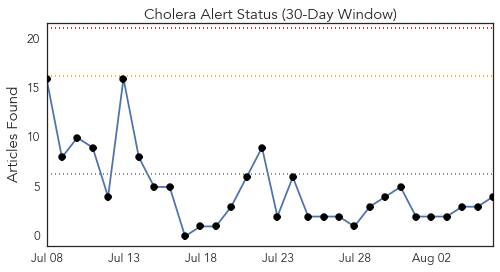 Cholera Alert Status (30-Day Window)
Articles Found
20
15
10
5
0
Jul 08 Jul 13 Jul 18 Jul 23 Jul 28 Aug 02